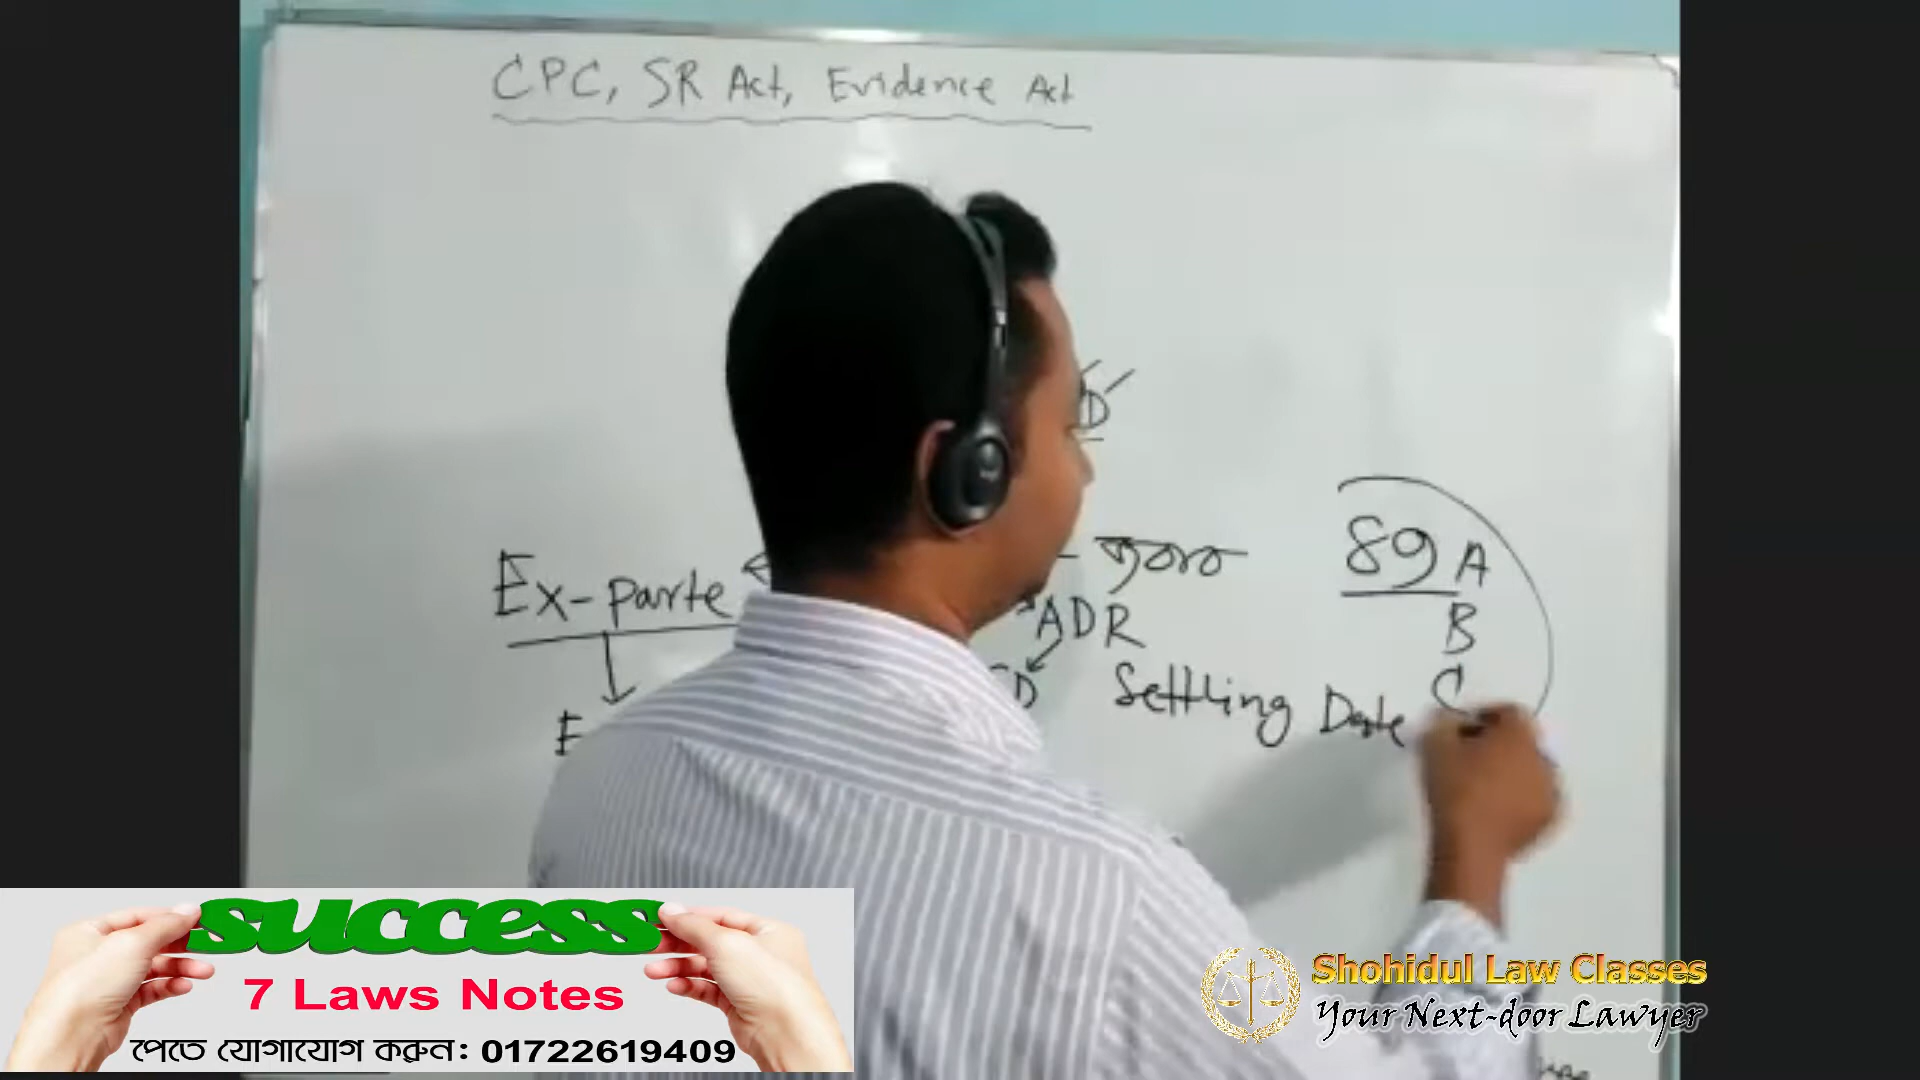 CPC, SR Act, Evidence Act
D
Ex-parte
ADR
Settling Date
89 A
B
C
success
7 Laws Notes
পেতে যোগাযোগ করুন: 01722619409
Shohidul Law Classes
Your Next-door Lawyer